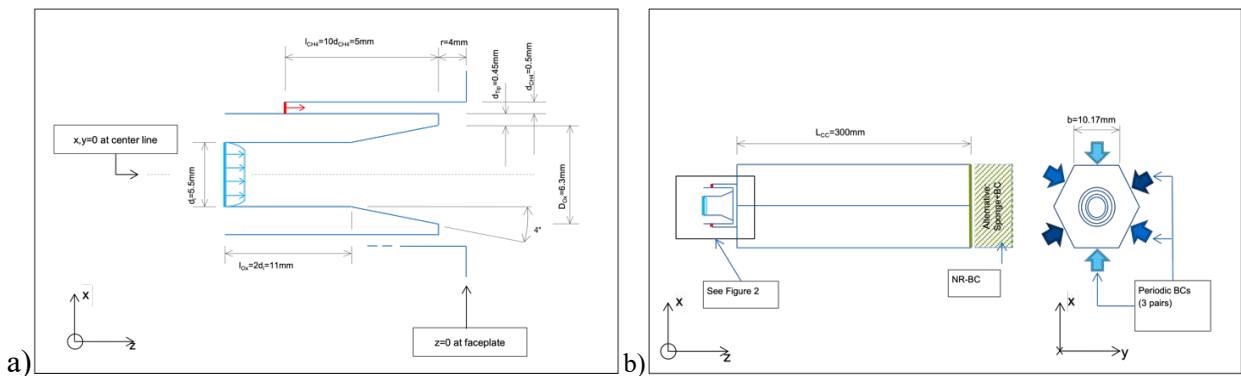 l_CH4=10d_CH4=5mm
r=4mm
d_Tip=0.45mm
d_CH4=0.5mm
x,y=0 at center line
d_i=5.5mm
D_Ox=6.3mm
4°
l_Ox=2d_i=11mm
x
z
z=0 at faceplate
a)
L_CC=300mm
b=10.17mm
Alternative:
Sponge+BC
See Figure 2
NR-BC
Periodic BCs
(3 pairs)
x
z
x
x
y
b)